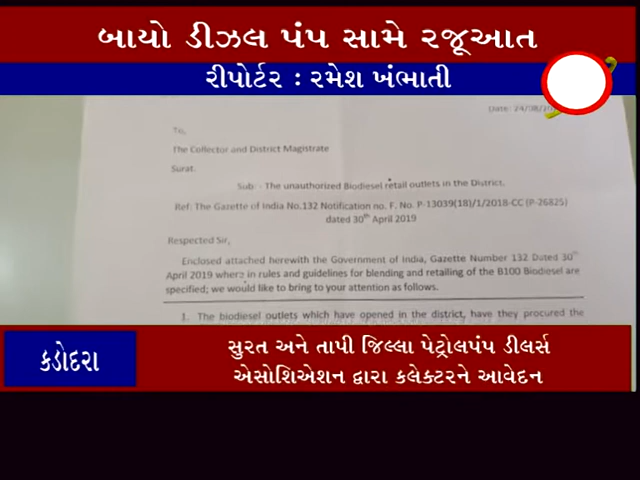 બાયો ડીઝલ પંપ સામે રજૂઆત
રીપોર્ટર : રમેશ ખંભાતી
Date: 24/08/20
To,
The Collector and District Magistrate
Surat
Sub: - The unauthorized Biodiesel retail outlets in the District.
Ref: The Gazette of India No.132 Notification no. F. No. P-13039(18)/1/2018-CC (P-26825)
dated 30th April 2019
Respected Sir,
Enclosed attached herewith the Government of India, Gazette Number 132 Dated 30th
April 2019 where in rules and guidelines for blending and retailing of the B100 Biodiesel are
specified; we would like to bring to your attention as follows.
1. The biodiesel outlets which have opened in the district, have they procured the
કડોદરા
સુરત અને તાપી જિલ્લા પેટ્રોલપંપ ડીલર્સ
એસોશિએશન દ્વારા કલેક્ટરને આવેદન